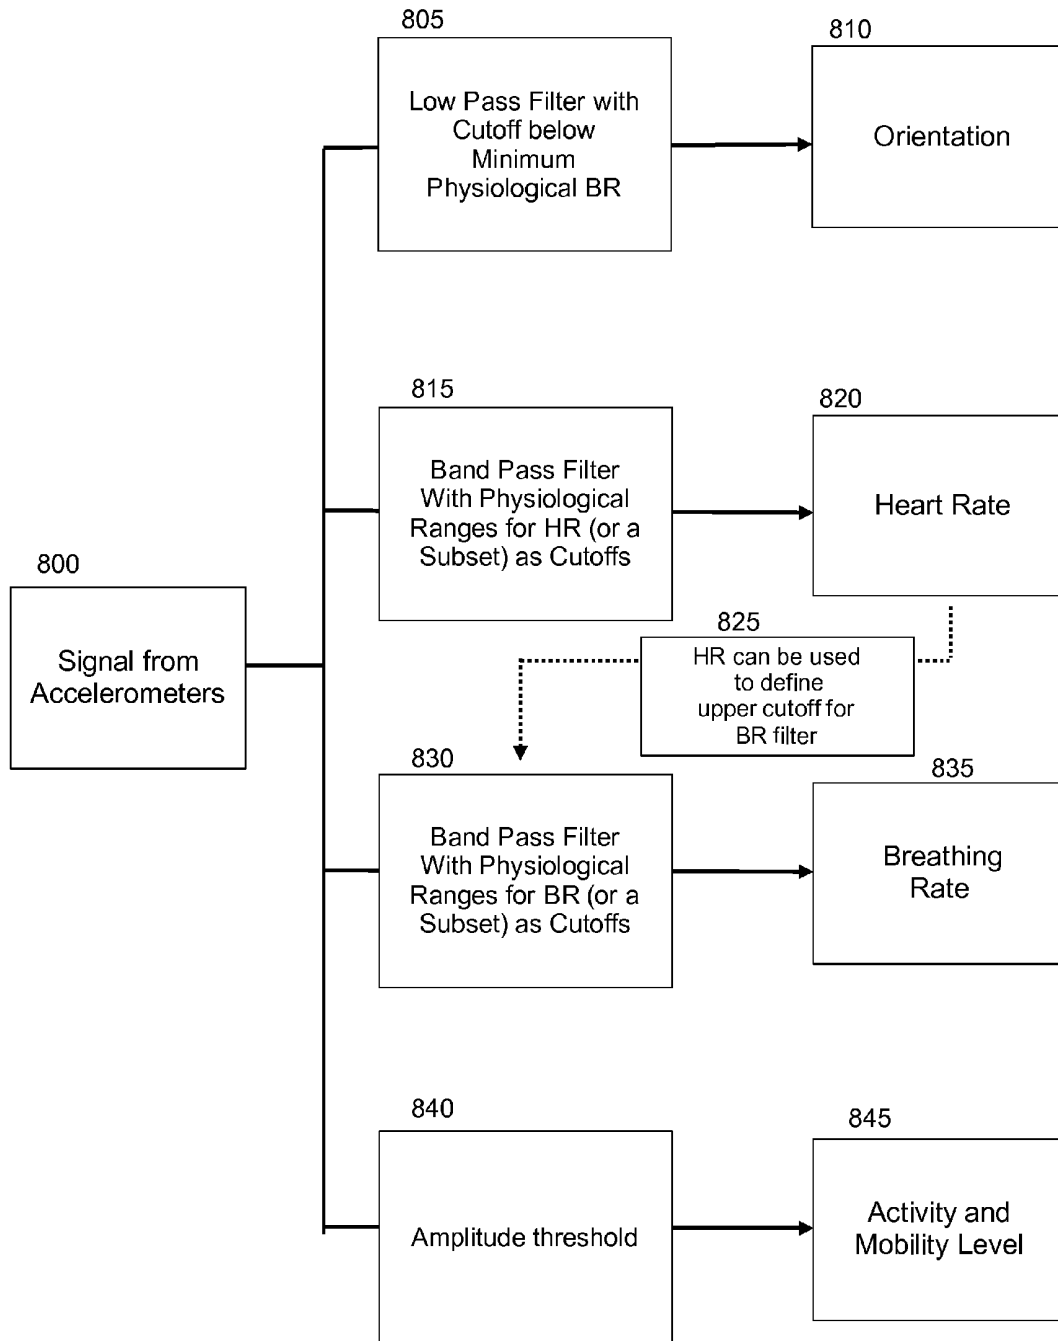 805
Low Pass Filter with
Cutoff below
Minimum
Physiological BR
810
Orientation
815
Band Pass Filter
With Physiological
Ranges for HR (or a
Subset) as Cutoffs
820
Heart Rate
800
Signal from
Accelerometers
825
HR can be used
to define
upper cutoff for
BR filter
830
Band Pass Filter
With Physiological
Ranges for BR (or a
Subset) as Cutoffs
835
Breathing
Rate
840
Amplitude threshold
845
Activity and
Mobility Level